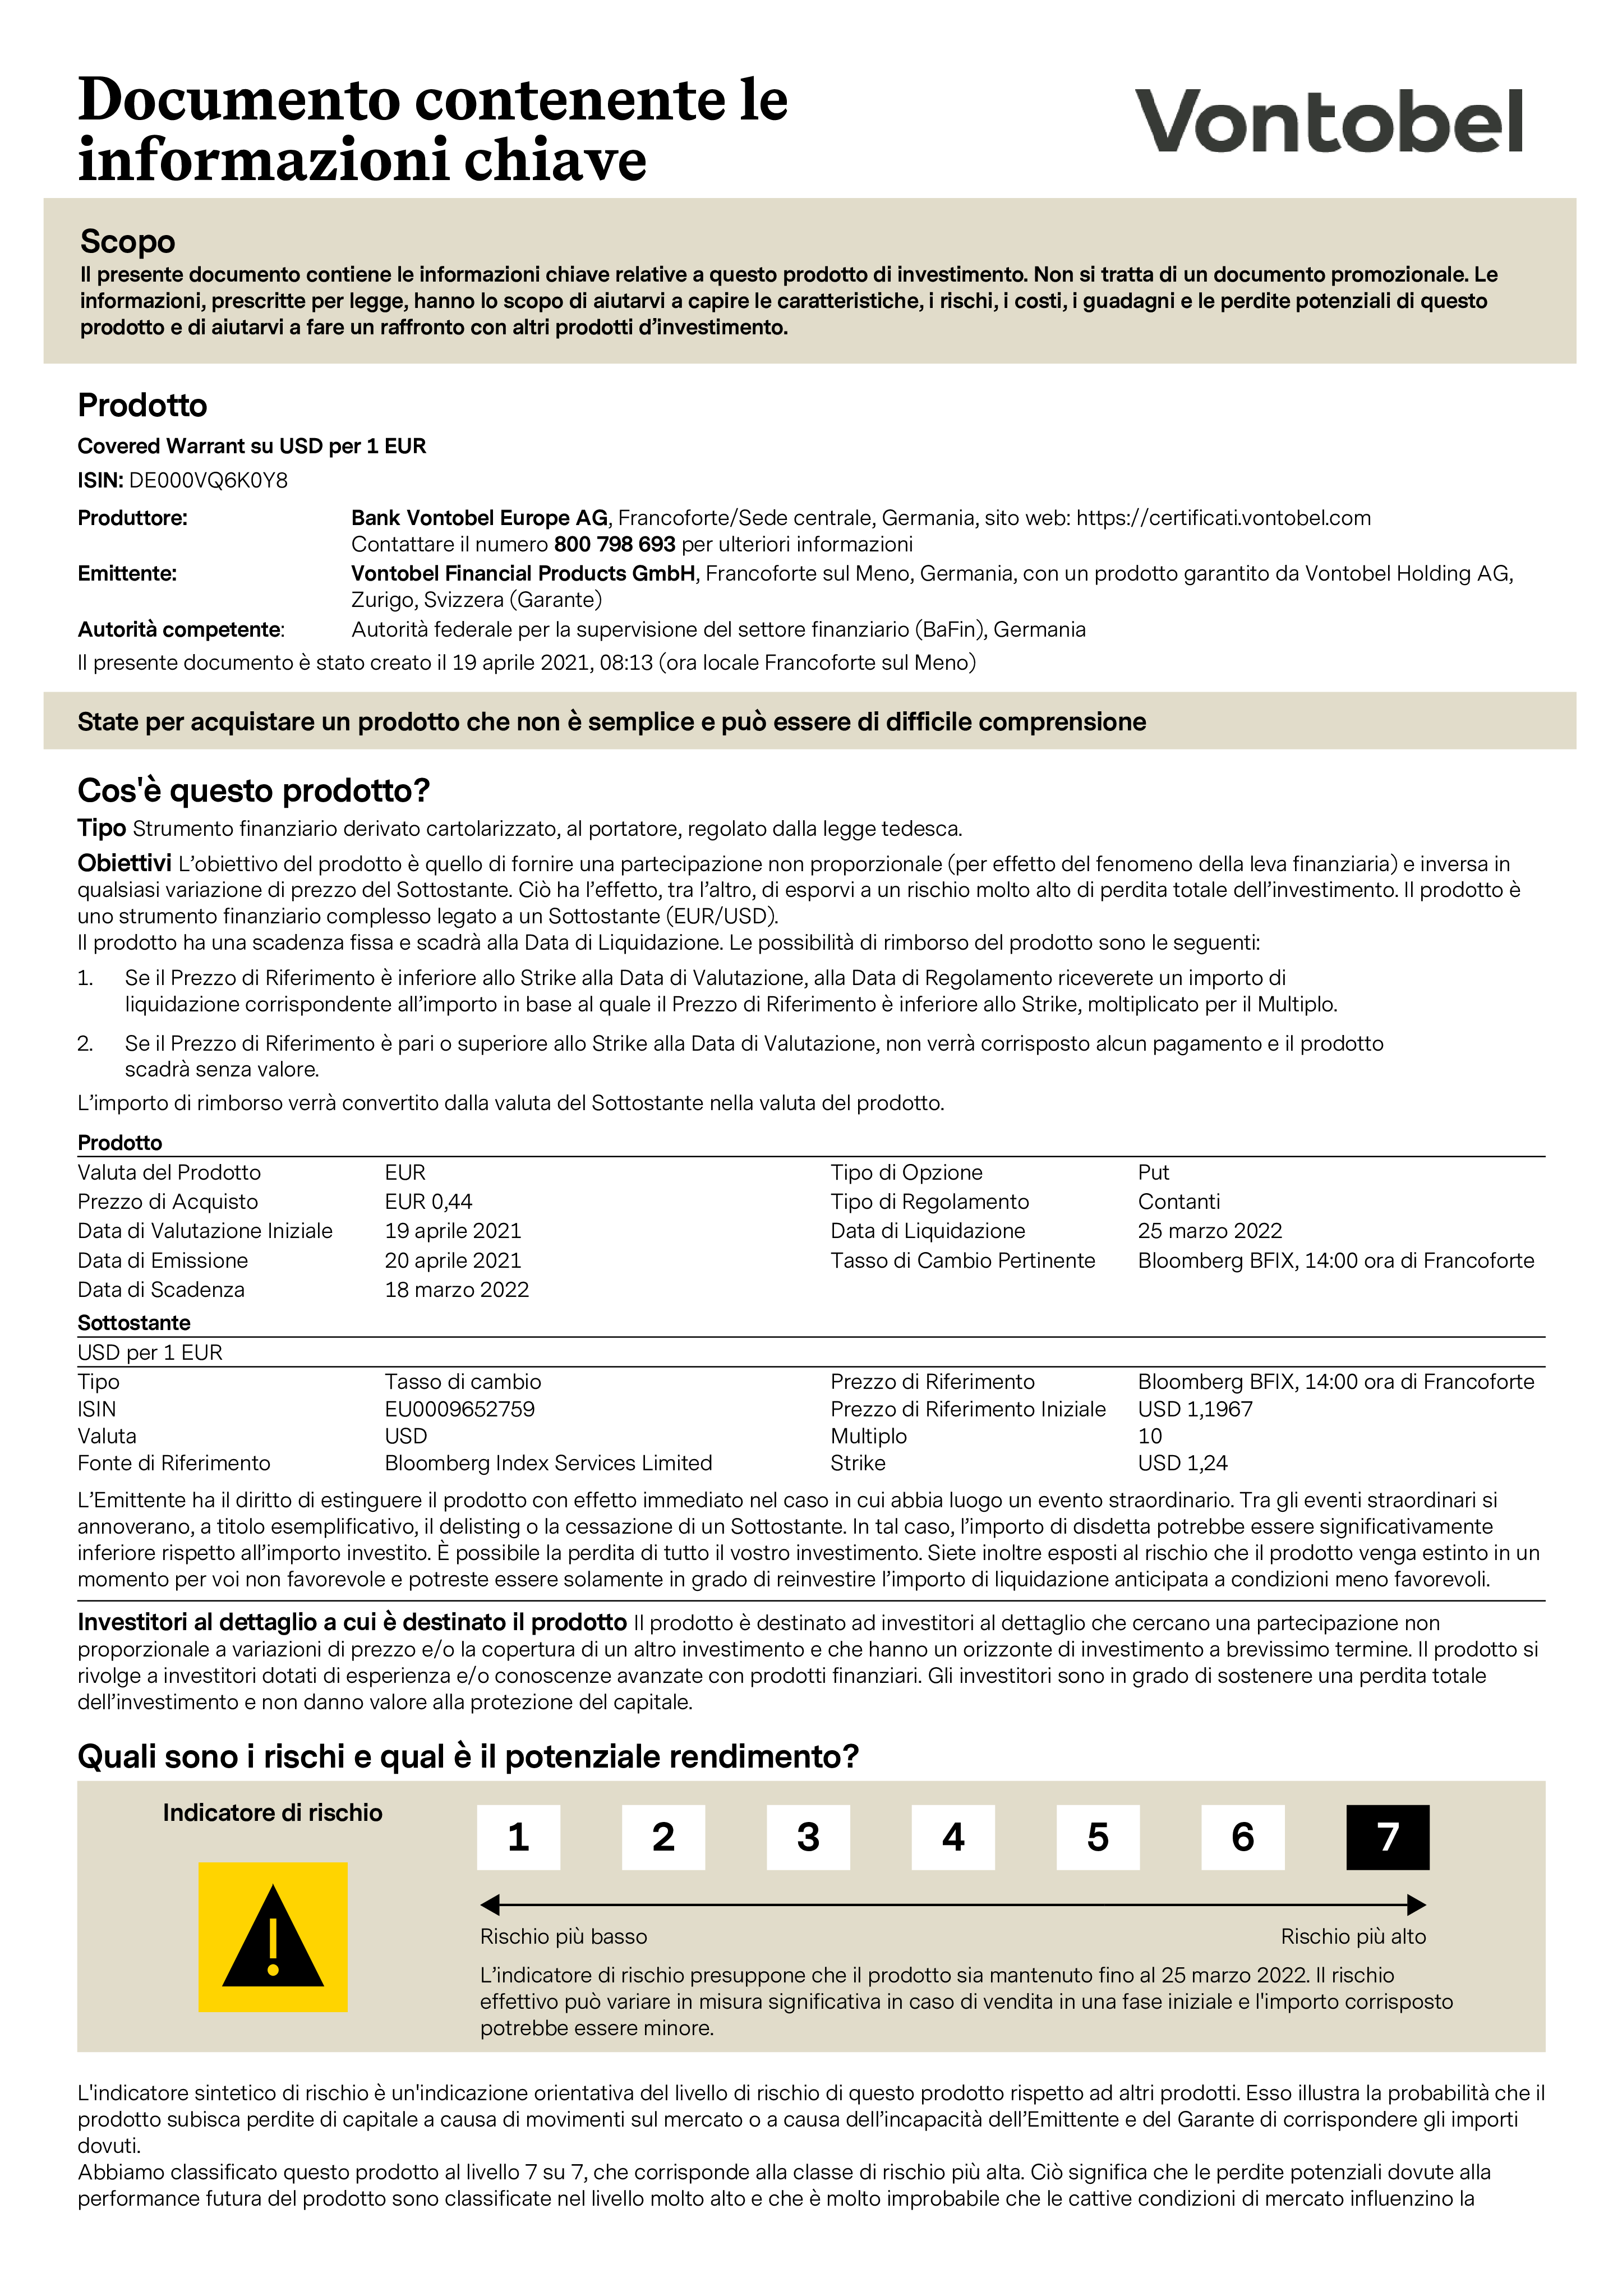 Documento contenente le
informazioni chiave
Vontobel
Scopo
Il presente documento contiene le informazioni chiave relative a questo prodotto di investimento. Non si tratta di un documento promozionale. Le
informazioni, prescritte per legge, hanno lo scopo di aiutarvi a capire le caratteristiche, i rischi, i costi, i guadagni e le perdite potenziali di questo
prodotto e di aiutarvi a fare un raffronto con altri prodotti d’investimento.
Prodotto
Covered Warrant su USD per 1 EUR
ISIN: DE000VQ6K0Y8
Produttore: Bank Vontobel Europe AG, Francoforte/Sede centrale, Germania, sito web: https://certificati.vontobel.com
Contattare il numero 800 798 693 per ulteriori informazioni
Emittente: Vontobel Financial Products GmbH, Francoforte sul Meno, Germania, con un prodotto garantito da Vontobel Holding AG,
Zurigo, Svizzera (Garante)
Autorità competente: Autorità federale per la supervisione del settore finanziario (BaFin), Germania
Il presente documento è stato creato il 19 aprile 2021, 08:13 (ora locale Francoforte sul Meno)
State per acquistare un prodotto che non è semplice e può essere di difficile comprensione
Cos'è questo prodotto?
Tipo Strumento finanziario derivato cartolarizzato, al portatore, regolato dalla legge tedesca.
Obiettivi L’obiettivo del prodotto è quello di fornire una partecipazione non proporzionale (per effetto del fenomeno della leva finanziaria) e inversa in
qualsiasi variazione di prezzo del Sottostante. Ciò ha l’effetto, tra l’altro, di esporvi a un rischio molto alto di perdita totale dell’investimento. Il prodotto è
uno strumento finanziario complesso legato a un Sottostante (EUR/USD).
Il prodotto ha una scadenza fissa e scadrà alla Data di Liquidazione. Le possibilità di rimborso del prodotto sono le seguenti:
1. Se il Prezzo di Riferimento è inferiore allo Strike alla Data di Valutazione, alla Data di Regolamento riceverete un importo di
liquidazione corrispondente all’importo in base al quale il Prezzo di Riferimento è inferiore allo Strike, moltiplicato per il Multiplo.
2. Se il Prezzo di Riferimento è pari o superiore allo Strike alla Data di Valutazione, non verrà corrisposto alcun pagamento e il prodotto
scadrà senza valore.
L’importo di rimborso verrà convertito dalla valuta del Sottostante nella valuta del prodotto.
Prodotto
Valuta del Prodotto EUR Tipo di Opzione Put
Prezzo di Acquisto EUR 0,44 Tipo di Regolamento Contanti
Data di Valutazione Iniziale 19 aprile 2021 Data di Liquidazione 25 marzo 2022
Data di Emissione 20 aprile 2021 Tasso di Cambio Pertinente Bloomberg BFIX, 14:00 ora di Francoforte
Data di Scadenza 18 marzo 2022
Sottostante
USD per 1 EUR
Tipo Tasso di cambio Prezzo di Riferimento Bloomberg BFIX, 14:00 ora di Francoforte
ISIN EU0009652759 Prezzo di Riferimento Iniziale USD 1,1967
Valuta USD Multiplo 10
Fonte di Riferimento Bloomberg Index Services Limited Strike USD 1,24
L’Emittente ha il diritto di estinguere il prodotto con effetto immediato nel caso in cui abbia luogo un evento straordinario. Tra gli eventi straordinari si
annoverano, a titolo esemplificativo, il delisting o la cessazione di un Sottostante. In tal caso, l’importo di disdetta potrebbe essere significativamente
inferiore rispetto all’importo investito. È possibile la perdita di tutto il vostro investimento. Siete inoltre esposti al rischio che il prodotto venga estinto in un
momento per voi non favorevole e potreste essere solamente in grado di reinvestire l’importo di liquidazione anticipata a condizioni meno favorevoli.
Investitori al dettaglio a cui è destinato il prodotto Il prodotto è destinato ad investitori al dettaglio che cercano una partecipazione non
proporzionale a variazioni di prezzo e/o la copertura di un altro investimento e che hanno un orizzonte di investimento a brevissimo termine. Il prodotto si
rivolge a investitori dotati di esperienza e/o conoscenze avanzate con prodotti finanziari. Gli investitori sono in grado di sostenere una perdita totale
dell’investimento e non danno valore alla protezione del capitale.
Quali sono i rischi e qual è il potenziale rendimento?
Indicatore di rischio
1 2 3 4 5 6 7
Rischio più basso Rischio più alto
L’indicatore di rischio presuppone che il prodotto sia mantenuto fino al 25 marzo 2022. Il rischio
effettivo può variare in misura significativa in caso di vendita in una fase iniziale e l'importo corrisposto
potrebbe essere minore.
L'indicatore sintetico di rischio è un'indicazione orientativa del livello di rischio di questo prodotto rispetto ad altri prodotti. Esso illustra la probabilità che il
prodotto subisca perdite di capitale a causa di movimenti sul mercato o a causa dell’incapacità dell’Emittente e del Garante di corrispondere gli importi
dovuti.
Abbiamo classificato questo prodotto al livello 7 su 7, che corrisponde alla classe di rischio più alta. Ciò significa che le perdite potenziali dovute alla
performance futura del prodotto sono classificate nel livello molto alto e che è molto improbabile che le cattive condizioni di mercato influenzino la